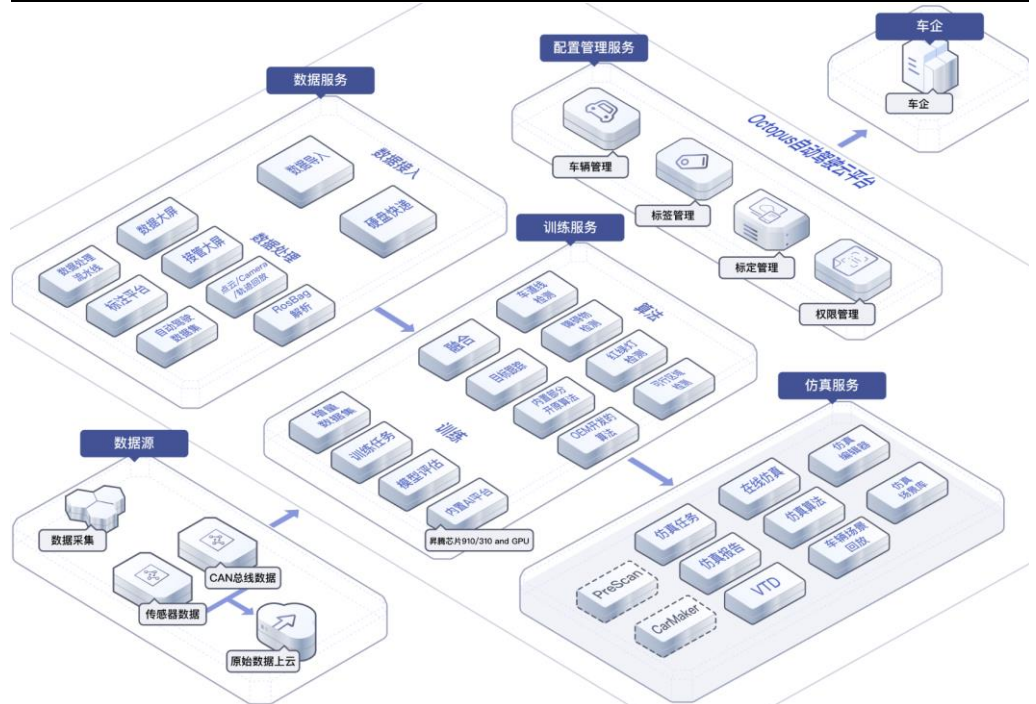 车企
车企
Octopus自动驾驶云平台
配置管理服务
车辆管理
标签管理
标定管理
权限管理
数据服务
数据接入
数据导入
硬盘快递
数据处理
数据大屏
接管大屏
点云/Camera
/轨迹回放
RosBag
解析
数据处理
流水线
标注平台
自动驾驶
数据集
训练服务
算法
车道线
检测
障碍物
检测
红绿灯
检测
可行区域
检测
融合
目标跟踪
内置部分
开原算法
OEM开发的
算法
训练
增量
数据集
训练任务
模型评估
内置AI平台
昇腾芯片910/310 and GPU
数据源
数据采集
CAN总线数据
传感器数据
原始数据上云
仿真服务
仿真
编辑器
仿真
场景库
在线仿真
仿真算法
车辆场景
回放
仿真任务
仿真报告
VTD
PreScan
CarMaker